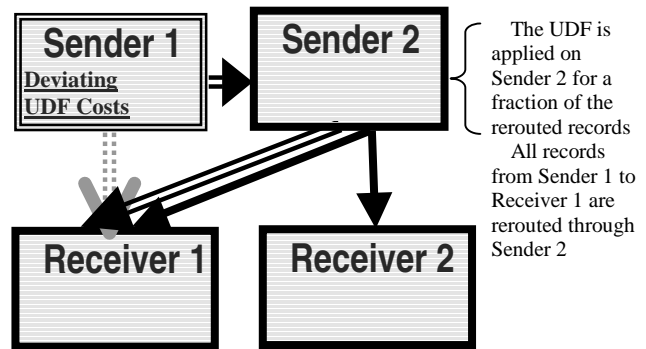 Sender 1
Deviating
UDF Costs
Sender 2
The UDF is
applied on
Sender 2 for a
fraction of the
rerouted records
All records
from Sender 1 to
Receiver 1 are
rerouted through
Sender 2
Receiver 1
Receiver 2